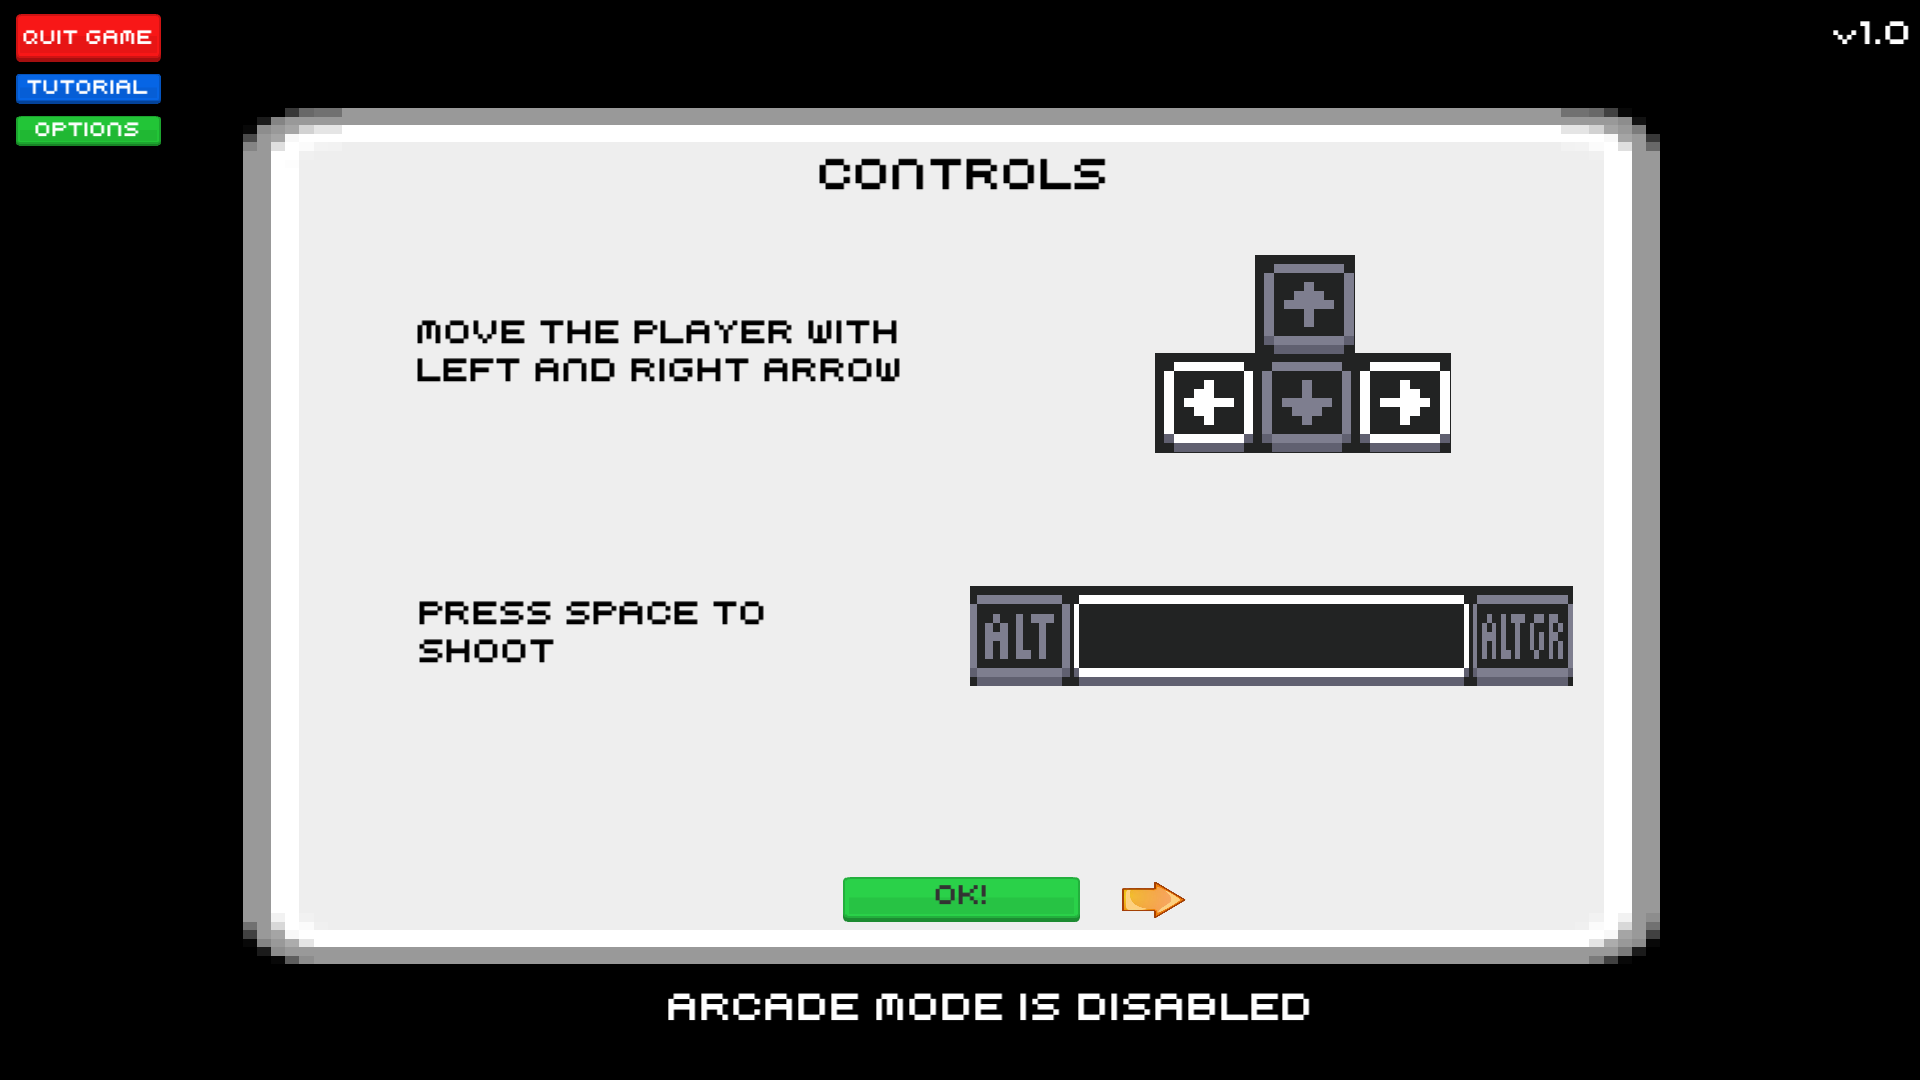 QUIT GAME
TUTORIAL
OPTIONS
v1.0
CONTROLS
MOVE THE PLAYER WITH
LEFT AND RIGHT ARROW
PRESS SPACE TO
SHOOT
ALT
ALTGR
OK!
ARCADE MODE IS DISABLED